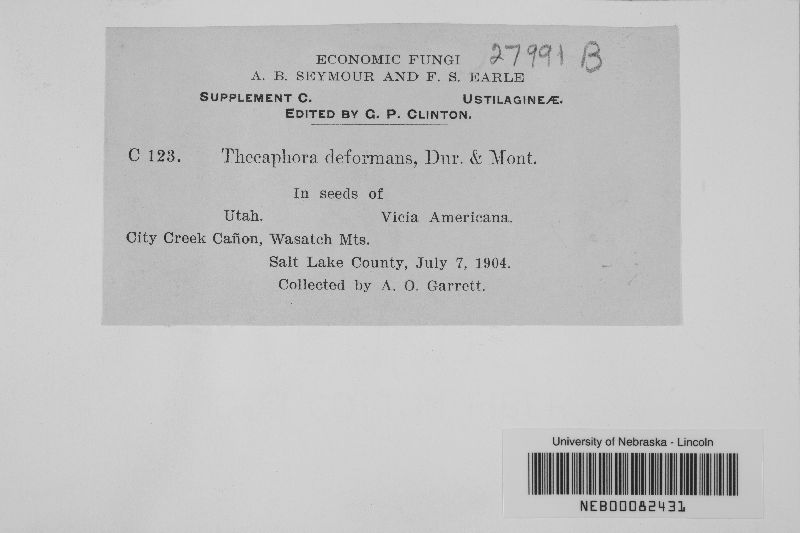 ECONOMIC FUNGI 27991 B
A. B. SEYMOUR AND F. S. EARLE
SUPPLEMENT C. USTILAGINEÆ.
EDITED BY G. P. CLINTON.
C 123. Thecaphora deformans, Dur. & Mont.
In seeds of
Utah. Vicia Americana.
City Creek Cañon, Wasatch Mts.
Salt Lake County, July 7, 1904.
Collected by A. O. Garrett.
University of Nebraska - Lincoln
NEB00082431